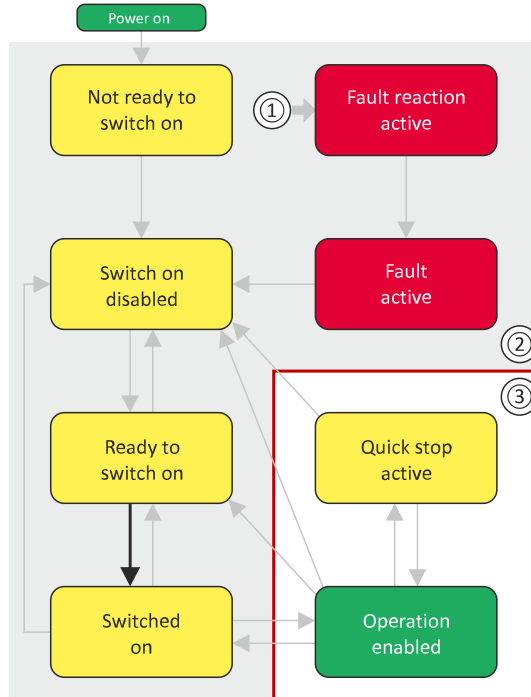 Power on
Not ready to
switch on
①
Fault reaction
active
Switch on
disabled
Fault
active
②
③
Ready to
switch on
Quick stop
active
Switched
on
Operation
enabled